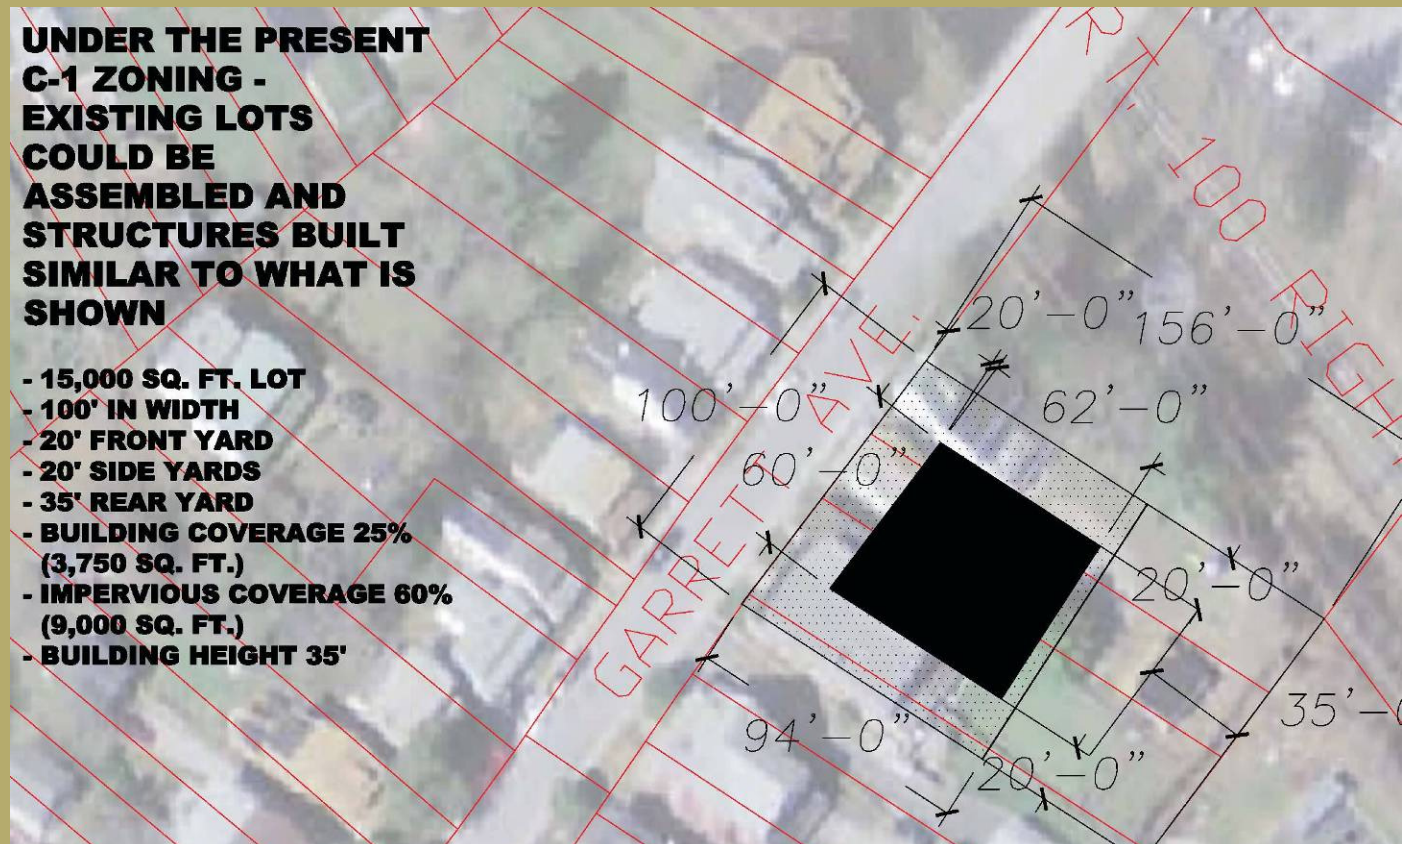 UNDER THE PRESENT
C-1 ZONING -
EXISTING LOTS
COULD BE
ASSEMBLED AND
STRUCTURES BUILT
SIMILAR TO WHAT IS
SHOWN
- 15,000 SQ. FT. LOT
- 100' IN WIDTH
- 20' FRONT YARD
- 20' SIDE YARDS
- 35' REAR YARD
- BUILDING COVERAGE 25%
(3,750 SQ. FT.)
- IMPERVIOUS COVERAGE 60%
(9,000 SQ. FT.)
- BUILDING HEIGHT 35'
RT. 100 RIGH
20'-0"
156'-0"
100'-0"
62'-0"
60'-0"
GARRETT AVE.
20'-0"
94'-0"
20'-0"
35'-0